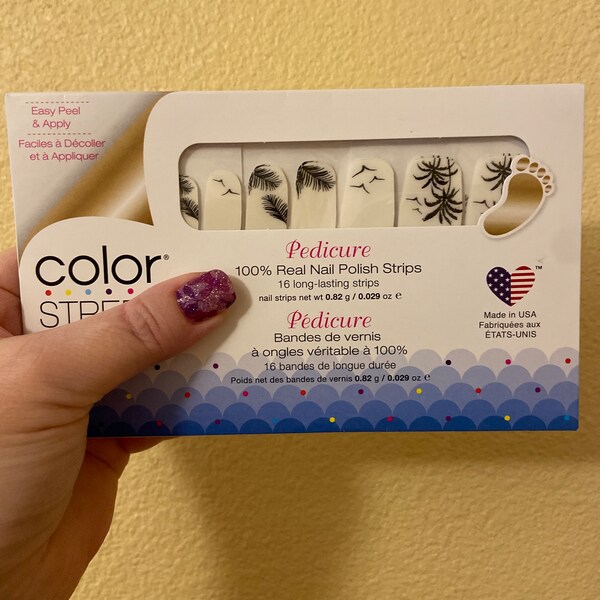 Easy Peel
& Apply
Faciles à Décoller
et à Appliquer
color®
Pedicure
100% Real Nail Polish Strips
16 long-lasting strips
nail strips net wt 0.82 g / 0.029 oz ℮
Pédicure
Bandes de vernis
à ongles véritable à 100%
16 bandes de longue durée
Poids net des bandes de vernis 0.82 g / 0.029 oz ℮
™
Made in USA
Fabriquées aux
ÉTATS-UNIS